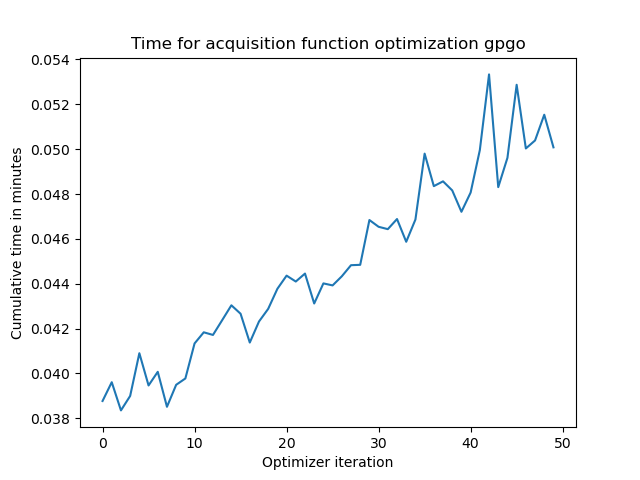 Time for acquisition function optimization gpgo
0.054
0.052
0.050
0.048
0.046
0.044
0.042
0.040
0.038
Cumulative time in minutes
0 10 20 30 40 50
Optimizer iteration